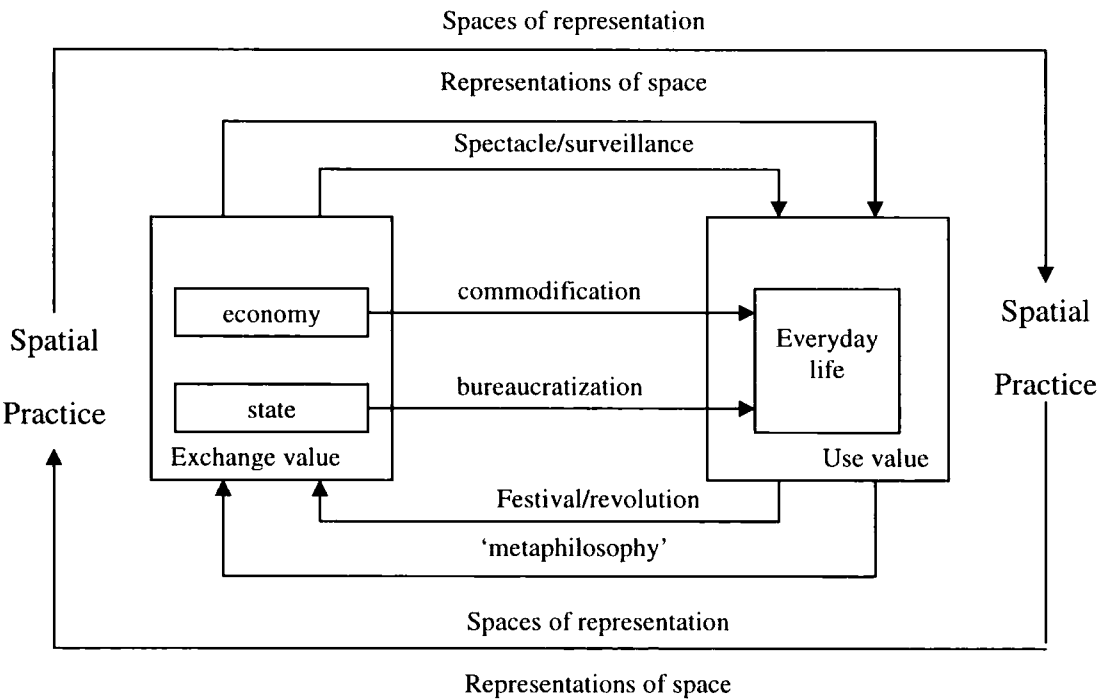 Spaces of representation
Representations of space
Spectacle/surveillance
commodification
economy
Spatial
Practice
Everyday
life
Spatial
Practice
bureaucratization
state
Exchange value
Use value
Festival/revolution
‘metaphilosophy’
Spaces of representation
Representations of space